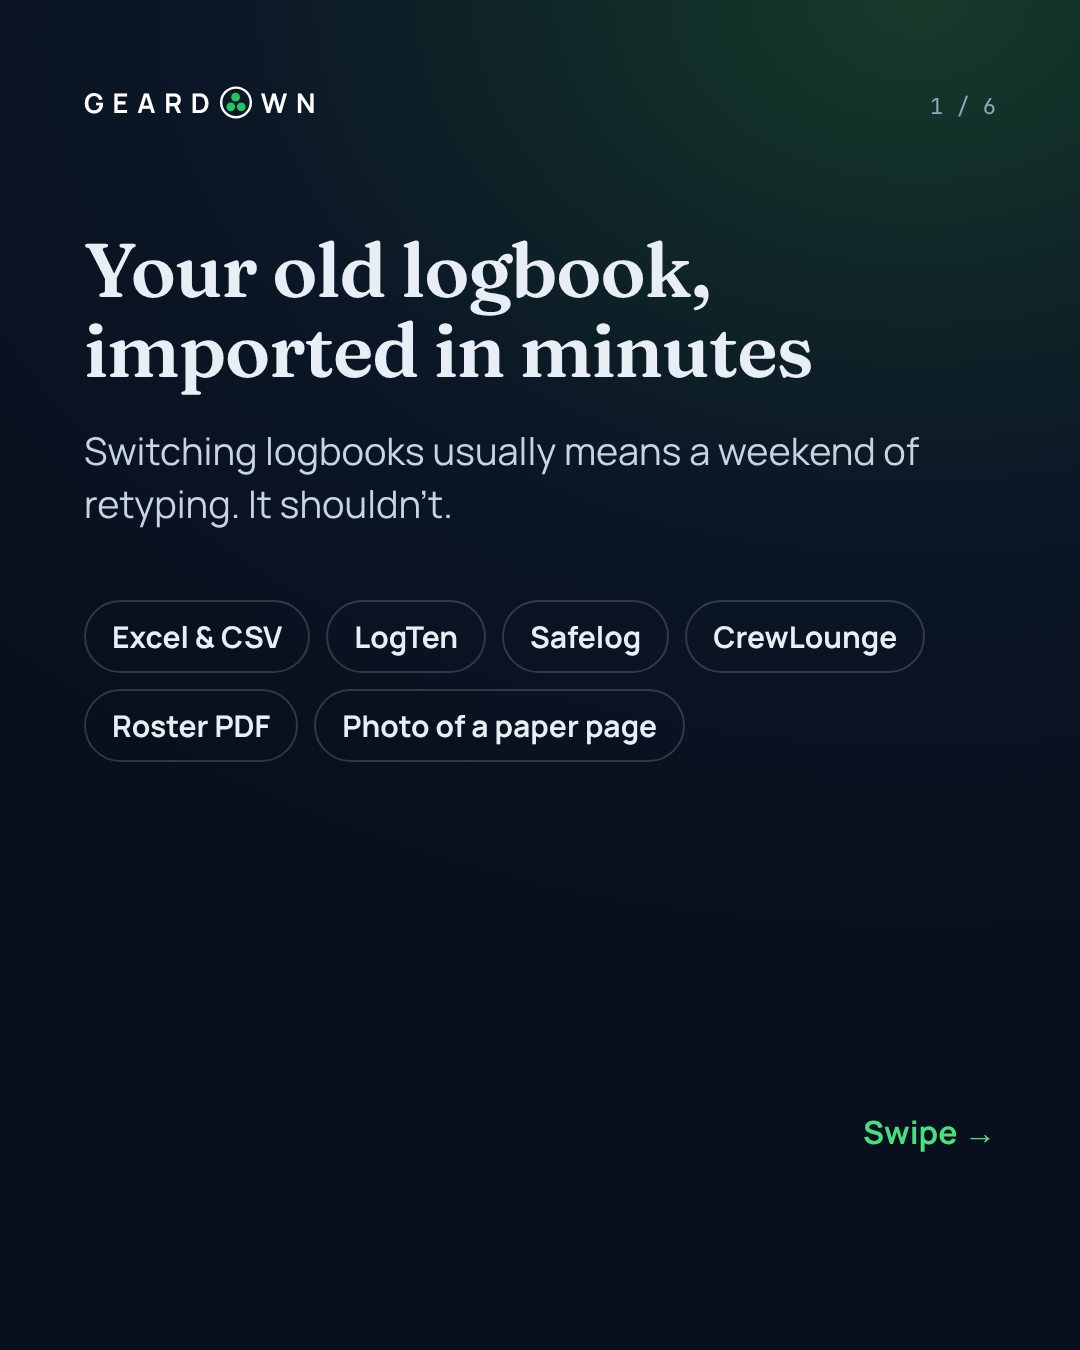 GEARDOWN
1 / 6
Your old logbook,
imported in minutes
Switching logbooks usually means a weekend of
retyping. It shouldn’t.
Excel & CSV LogTen Safelog CrewLounge
Roster PDF Photo of a paper page
Swipe →